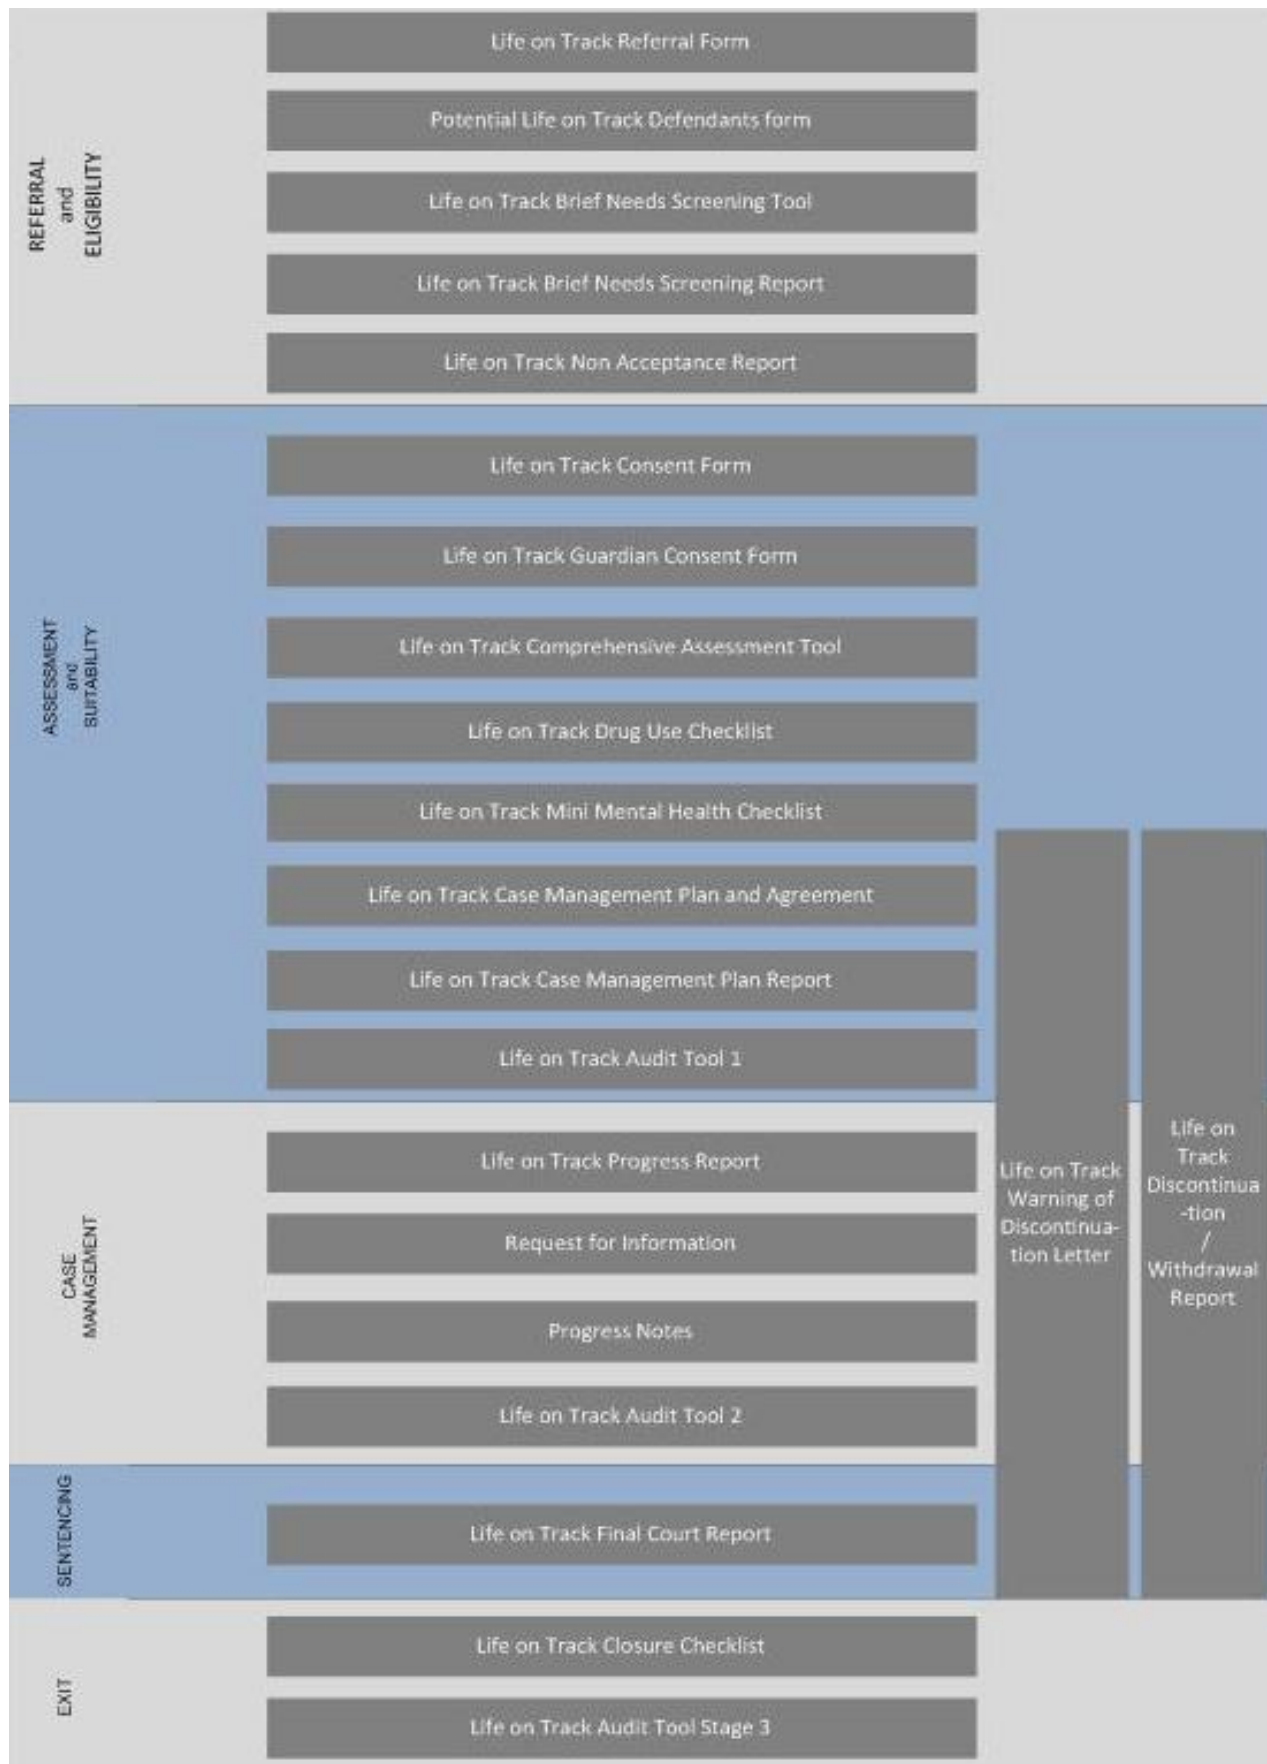 REFERRAL
and
ELIGIBILITY
Life on Track Referral Form
Potential Life on Track Defendants form
Life on Track Brief Needs Screening Tool
Life on Track Brief Needs Screening Report
Life on Track Non Acceptance Report
ASSESSMENT
and
SUITABILITY
Life on Track Consent Form
Life on Track Guardian Consent Form
Life on Track Comprehensive Assessment Tool
Life on Track Drug Use Checklist
Life on Track Mini Mental Health Checklist
Life on Track Case Management Plan and Agreement
Life on Track Case Management Plan Report
Life on Track Audit Tool 1
CASE
MANAGEMENT
Life on Track Progress Report
Request for Information
Progress Notes
Life on Track Audit Tool 2
Life on Track
Warning of
Discontinua-
tion Letter
Life on
Track
Discontinua
-tion
/
Withdrawal
Report
SENTENCING
Life on Track Final Court Report
EXIT
Life on Track Closure Checklist
Life on Track Audit Tool Stage 3